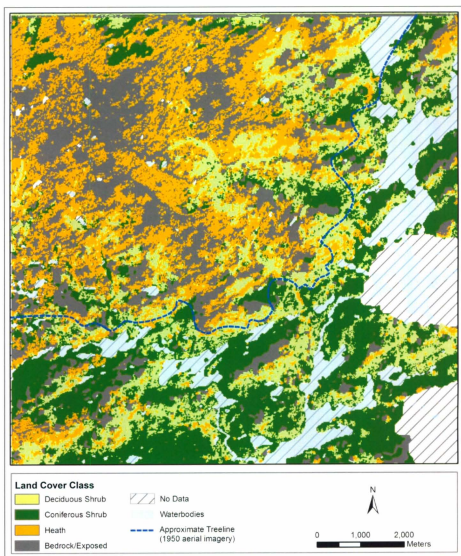 Land Cover Class
Deciduous Shrub
Coniferous Shrub
Heath
Bedrock/Exposed
No Data
Waterbodies
Approximate Treeline
(1950 aerial imagery)
N
0 1,000 2,000
Meters